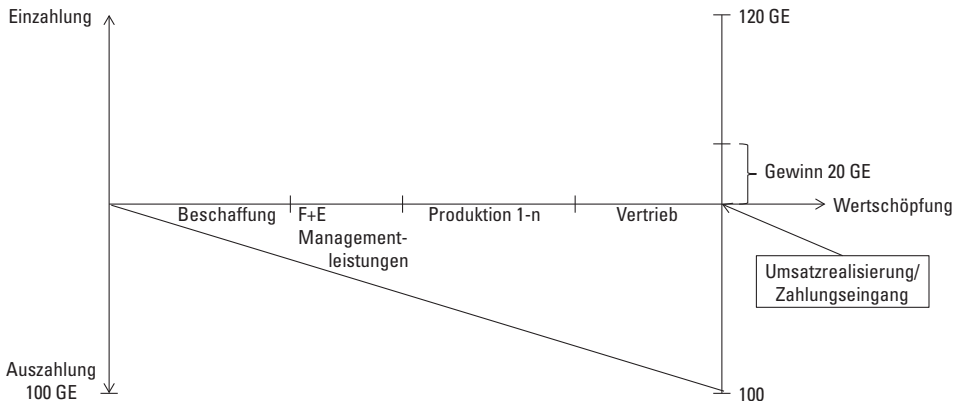 Einzahlung
120 GE
Gewinn 20 GE
Beschaffung
F+E
Management-
leistungen
Produktion 1-n
Vertrieb
Wertschöpfung
Umsatzrealisierung/
Zahlungseingang
Auszahlung
100 GE
100